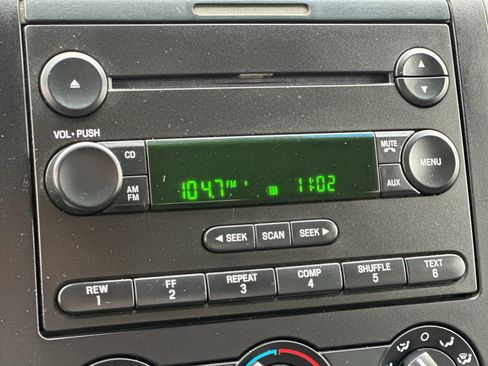 VOL • PUSH
CD
MUTE
MENU
AM
FM
AUX
104.7 FM 1 11:02
◀ SEEK
SCAN
SEEK ▶
REW
1
FF
2
REPEAT
3
COMP
4
SHUFFLE
5
TEXT
6